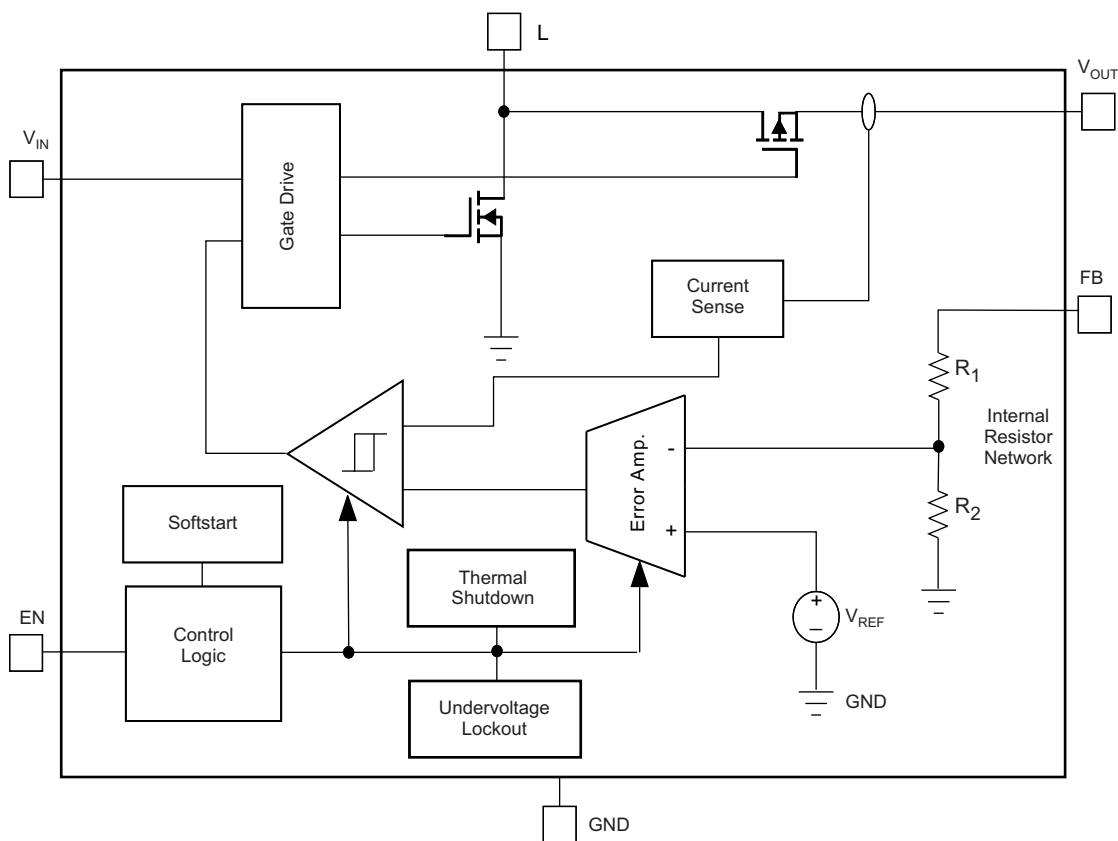 L
V_OUT
V_IN
Gate Drive
Current
Sense
FB
R_1
Internal
Resistor
Network
Error Amp.
-
+
R_2
Softstart
Thermal
Shutdown
EN
Control
Logic
+
–
V_REF
Undervoltage
Lockout
GND
GND